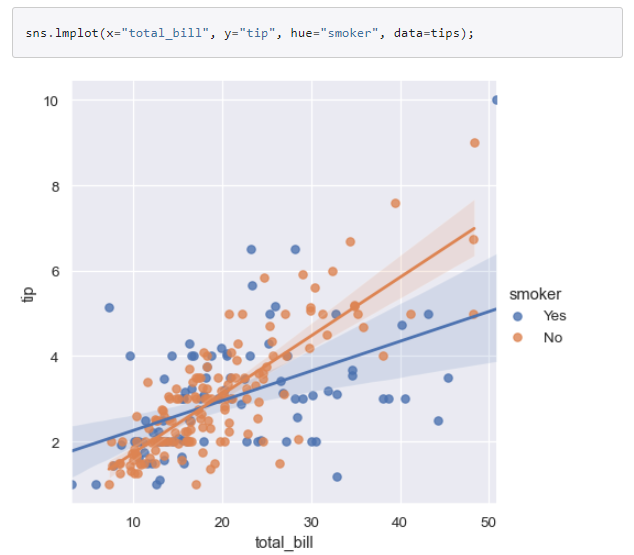 sns.lmplot(x="total_bill", y="tip", hue="smoker", data=tips);
10
8
6
4
2
tip
10 20 30 40 50
total_bill
smoker
Yes
No